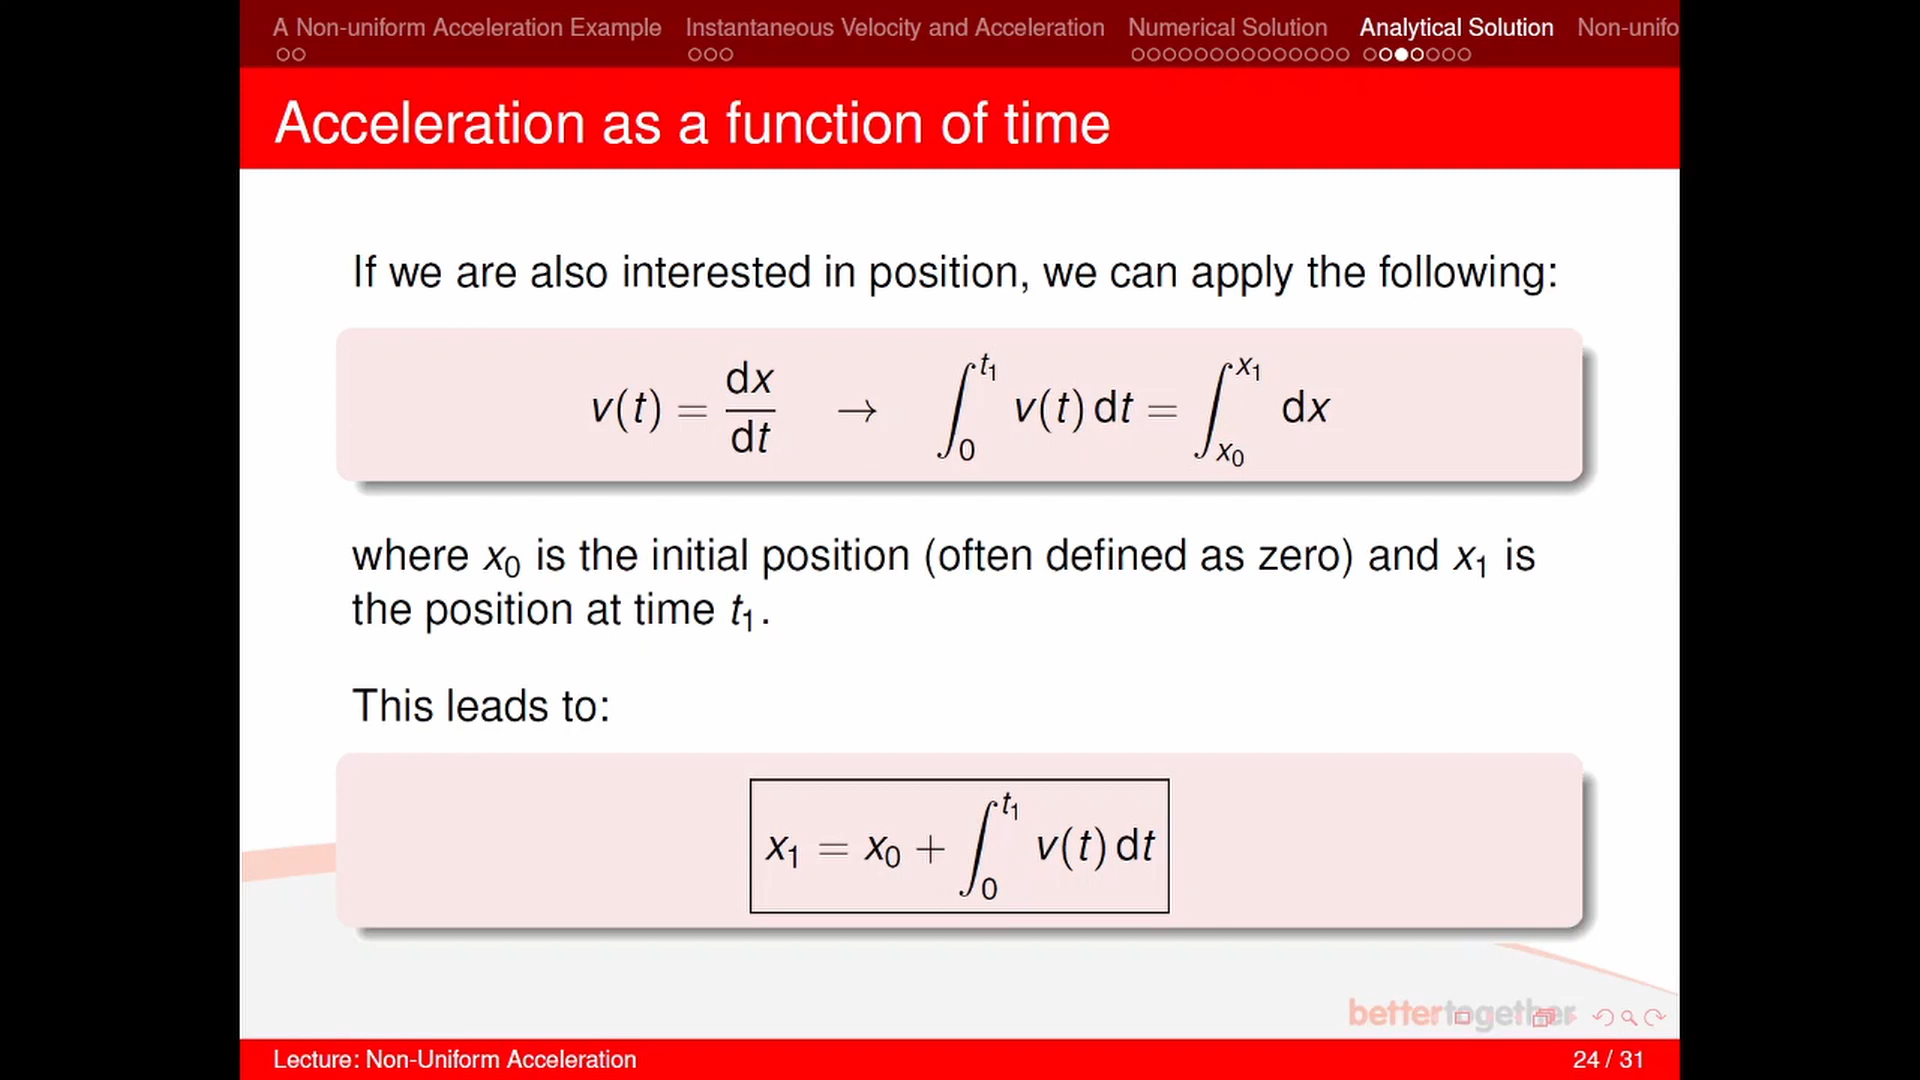 A Non-uniform Acceleration Example Instantaneous Velocity and Acceleration Numerical Solution Analytical Solution Non-unifo
Acceleration as a function of time
If we are also interested in position, we can apply the following:
v(t) = dx/dt → ∫₀^t₁ v(t) dt = ∫ₓ₀^x₁ dx
where x₀ is the initial position (often defined as zero) and x₁ is
the position at time t₁.
This leads to:
x₁ = x₀ + ∫₀^t₁ v(t) dt
bettertogether
Lecture: Non-Uniform Acceleration 24 / 31